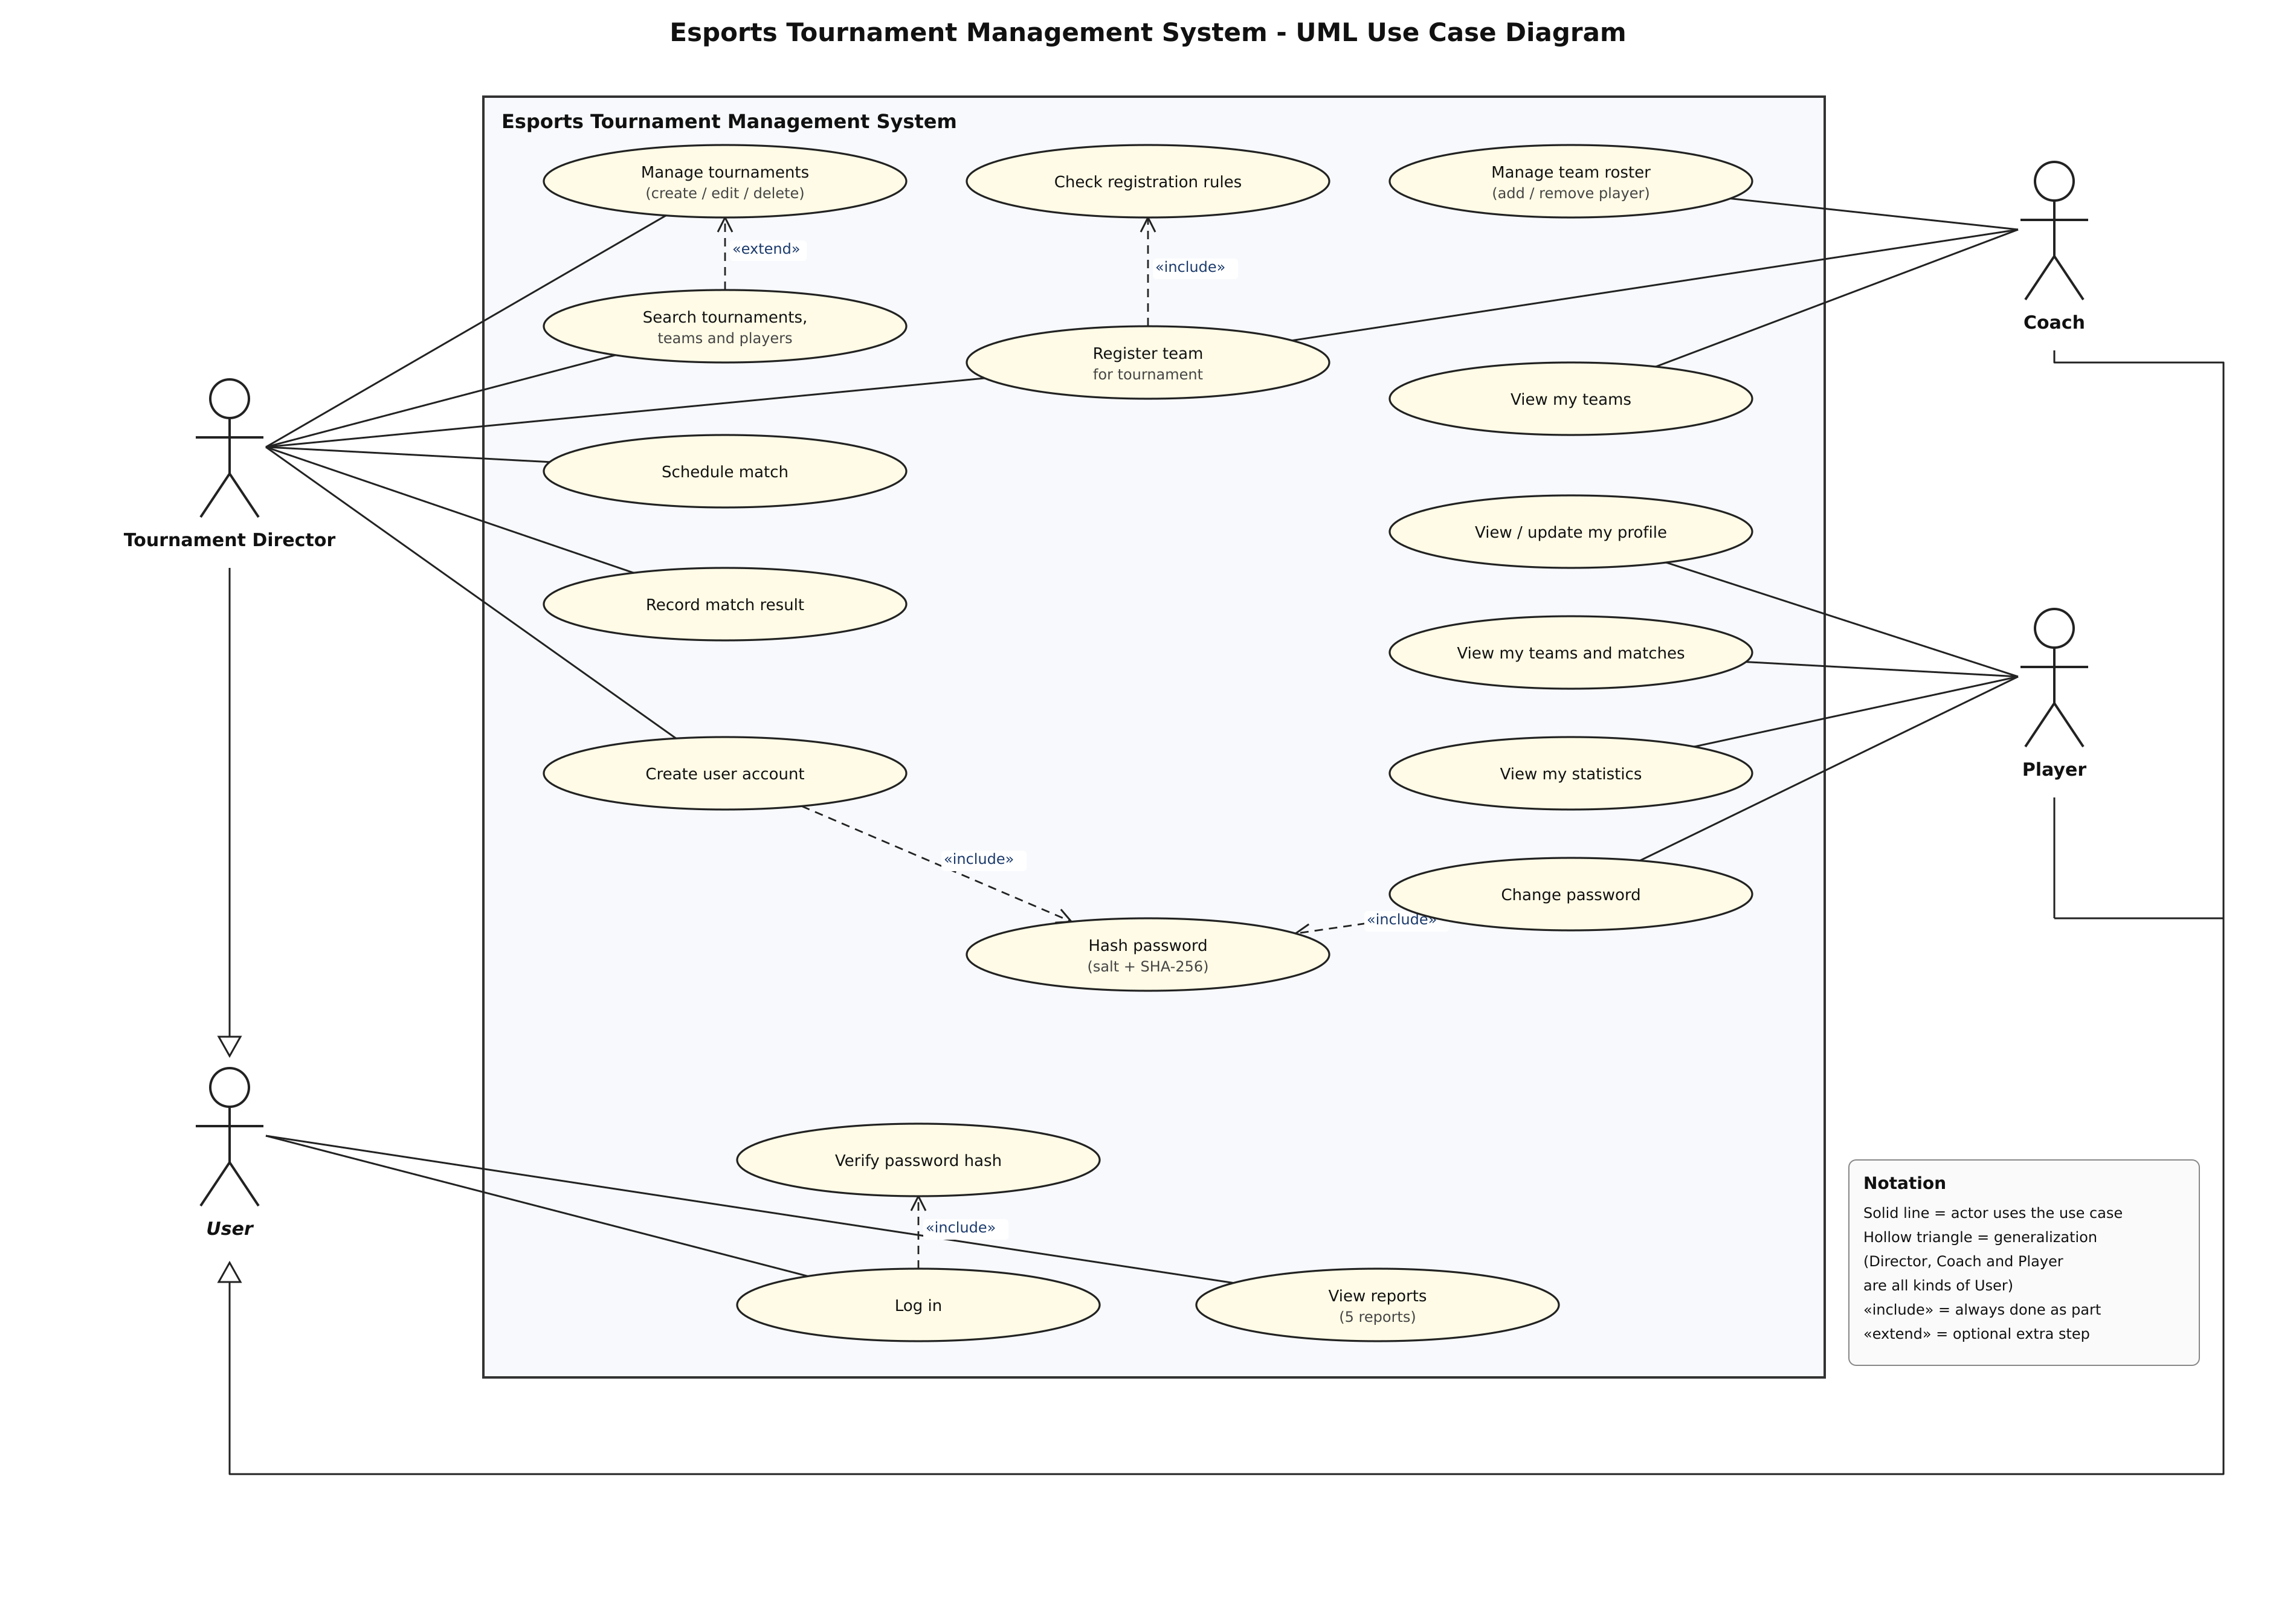 Esports Tournament Management System - UML Use Case Diagram
Esports Tournament Management System
Manage tournaments
(create / edit / delete)
Check registration rules
Manage team roster
(add / remove player)
«extend»
«include»
Search tournaments,
teams and players
Register team
for tournament
Coach
View my teams
Schedule match
Tournament Director
View / update my profile
Record match result
View my teams and matches
Create user account
View my statistics
Player
«include»
Change password
«include»
Hash password
(salt + SHA-256)
Verify password hash
User
«include»
Log in
View reports
(5 reports)
Notation
Solid line = actor uses the use case
Hollow triangle = generalization
(Director, Coach and Player
are all kinds of User)
«include» = always done as part
«extend» = optional extra step